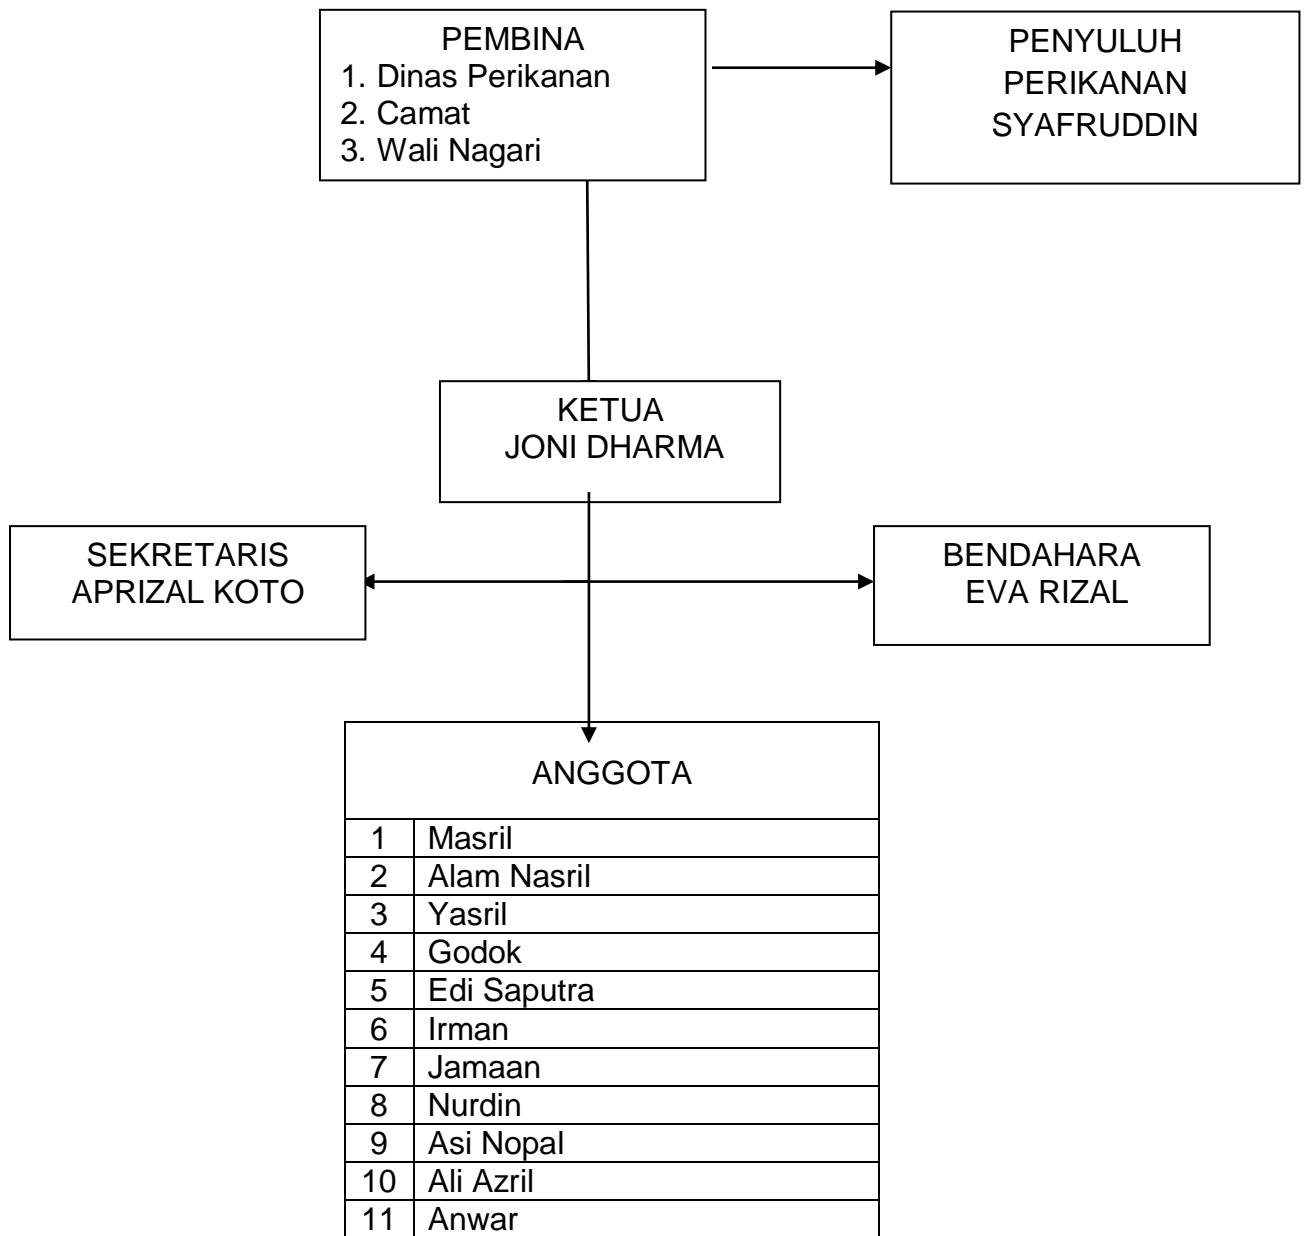 PEMBINA
1. Dinas Perikanan
2. Camat
3. Wali Nagari
PENYULUH
PERIKANAN
SYAFRUDDIN
KETUA
JONI DHARMA
SEKRETARIS
APRIZAL KOTO
BENDAHARA
EVA RIZAL
ANGGOTA
1 Masril
2 Alam Nasril
3 Yasril
4 Godok
5 Edi Saputra
6 Irman
7 Jamaan
8 Nurdin
9 Asi Nopal
10 Ali Azril
11 Anwar